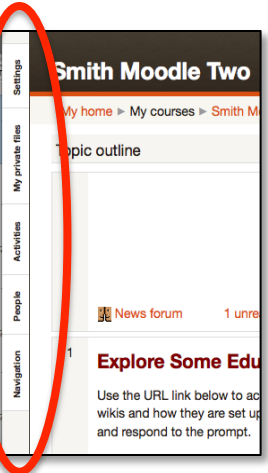 Settings
My private files
Activities
People
Navigation
Smith Moodle Two
My home ► My courses ► Smith M
Topic outline
News forum 1 unre
1
Explore Some Edu
Use the URL link below to ac
wikis and how they are set up
and respond to the prompt.